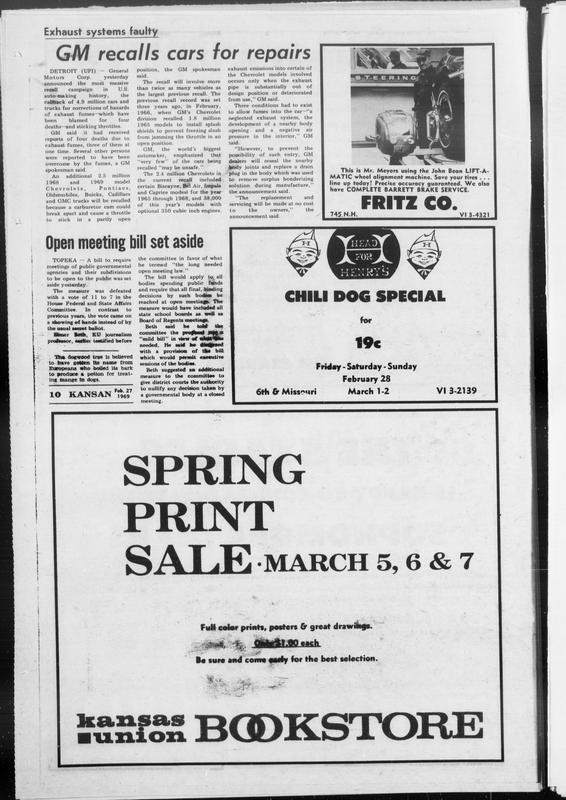 Exhaust systems faulty
GM recalls cars for repairs
DETROIT (UPI) — General
Motors Corp. yesterday
announced the most massive
recall campaign in U.S.
auto-making history, the
callback of 4.9 million cars and
trucks for corrections of hazards
of exhaust fumes—which have
been blamed for four
deaths—and sticking throttles.
GM said it had received
reports of four deaths due to
exhaust fumes, three of them at
one time. Several other persons
were reported to have been
overcome by the fumes, a GM
spokesman said.
An additional 2.5 million
1968 and 1969 model
Chevrolets, Pontiacs,
Oldsmobiles, Buicks, Cadillacs
and GMC trucks will be recalled
because a carburetor cam could
break apart and cause a throttle
to stick in a partly open
position, the GM spokesman
said.
The recall will involve more
than twice as many vehicles as
the largest previous recall. The
previous recall record was set
three years ago, in February,
1966, when GM's Chevrolet
division recalled 1.8 million
1965 models to install splash
shields to prevent freezing slush
from jamming the throttle in an
open position.
GM, the world's biggest
automaker, emphasized that
"very few" of the cars being
recalled "may be unsafe."
The 2.4 million Chevrolets in
the current recall included
certain Biscayne, Bel Air, Impala
and Caprice models for the year
1965 through 1968, and 38,000
of this year's models with
optional 350 cubic inch engines.
exhaust emissions into certain of
the Chevrolet models involved
occurs only when the exhaust
pipe is substantially out of
design position or deteriorated
from use," GM said.
Three conditions had to exist
to allow fumes into the car—"a
neglected exhaust system, the
development of a nearby body
opening and a negative air
pressure in the interior," GM
said.
"However, to prevent the
possibility of such entry, GM
dealers will reseal the nearby
body joints and replace a drain
plug in the body which was used
to remove surplus bonderizing
solution during manufacture,"
the announcement said.
"The replacement and
servicing will be made at no cost
to the owners," the
announcement said.
STEERING
This is Mr. Meyers using the John Bean LIFT-A-
MATIC wheel alignment machine. Save your tires . . .
line up today! Precise accuracy guaranteed. We also
have COMPLETE BARRETT BRAKE SERVICE.
FRITZ CO.
745 N.H. VI 3-4321
Open meeting bill set aside
TOPEKA — A bill to require
meetings of public governmental
agencies and their subdivisions
to be open to the public was set
aside yesterday.
The measure was defeated
with a vote of 11 to 7 in the
House Federal and State Affairs
Committee. In contrast to
previous years, the vote came on
a showing of hands instead of by
the usual secret ballot.
Elmer Beth, KU journalism
professor, earlier testified before
The dogwood tree is believed
to have gotten its name from
Europeans who boiled its bark
to produce a potion for treat-
ing mange in dogs.
10 KANSAN Feb. 27 1969
the committee in favor of what
he termed "the long needed
open meeting law."
The bill would apply to all
bodies spending public funds
and require that all final, binding
decisions by such bodies be
reached at open meetings. The
measure would have included all
state school boards as well as
Board of Regents meetings.
Beth said he told the
committee the proposal was a
"mild bill" in view of what was
needed. He said he disagreed
with a provision of the bill
which would permit executive
sessions of the bodies.
Beth suggested an additional
measure to the committee to
give district courts the authority
to nullify any decision taken by
a governmental body at a closed
meeting.
HEAD
FOR
HENRY'S
CHILI DOG SPECIAL
for
19c
Friday - Saturday - Sunday
February 28
6th & Missouri March 1-2 VI 3-2139
SPRING
PRINT
SALE · MARCH 5, 6 & 7
Full color prints, posters & great drawings.
Only $1.00 each
Be sure and come early for the best selection.
kansas
union BOOKSTORE